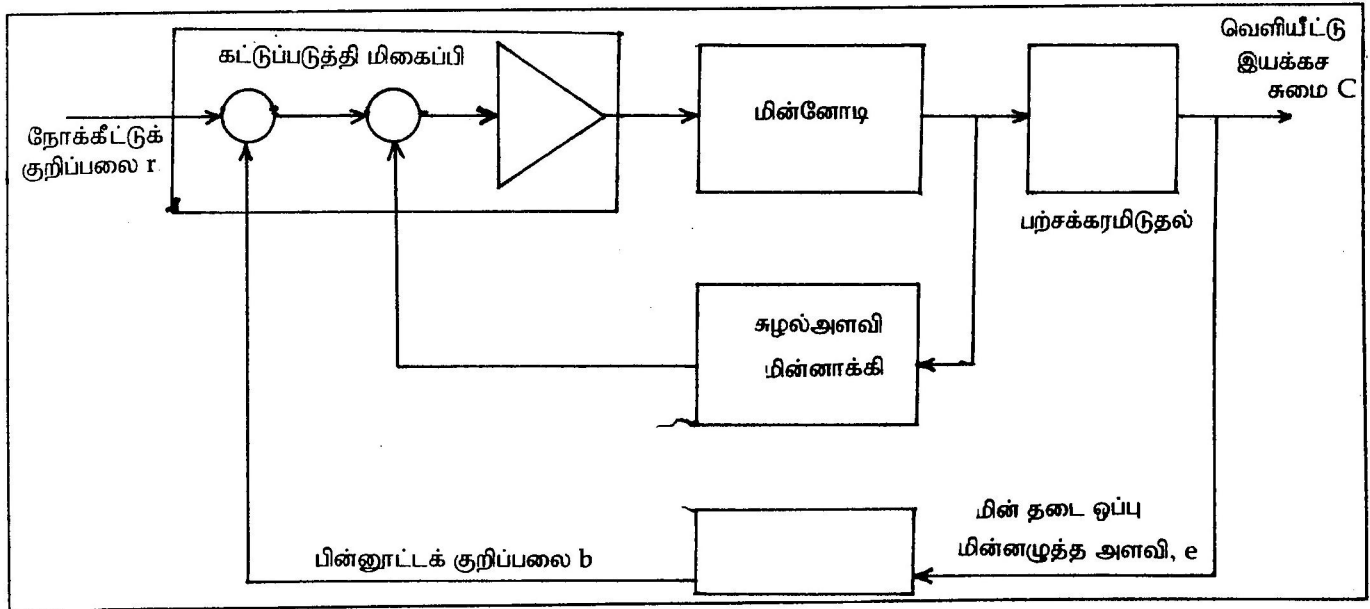 வெளியீட்டு
இயக்கச
சுமை C
கட்டுப்படுத்தி மிகைப்பி
நோக்கீட்டுக்
குறிப்பலை r
மின்னோடி
பற்சக்கரமிடுதல்
சுழல்அளவி
மின்னாக்கி
மின் தடை ஒப்பு
மின்னழுத்த அளவி, e
பின்னூட்டக் குறிப்பலை b